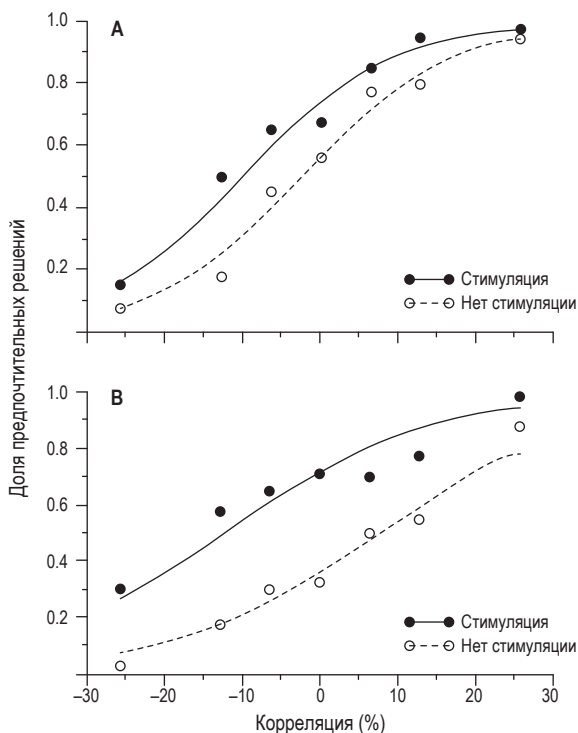 A
1.0
0.8
0.6
0.4
0.2
Стимуляция
Нет стимуляции
Доля предпочтительных решений
B
1.0
0.8
0.6
0.4
0.2
Стимуляция
Нет стимуляции
–30 –20 –10 0 10 20 30
Корреляция (%)